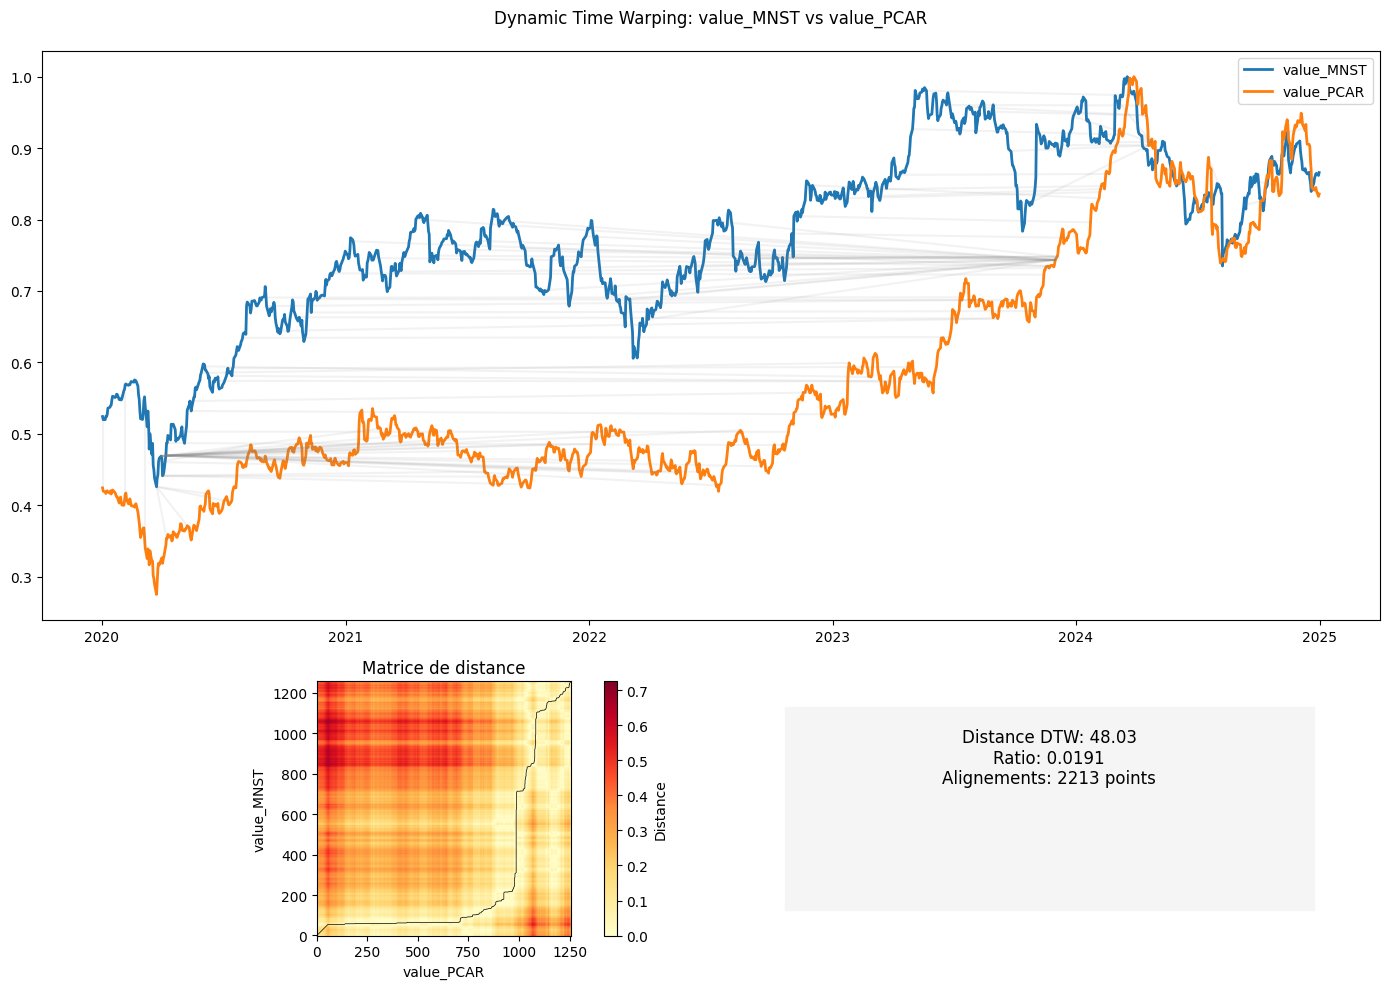 Dynamic Time Warping: value_MNST vs value_PCAR
value_MNST
value_PCAR
1.0
0.9
0.8
0.7
0.6
0.5
0.4
0.3
2020 2021 2022 2023 2024 2025
Matrice de distance
value_MNST
1200
1000
800
600
400
200
0
0 250 500 750 1000 1250
value_PCAR
0.7
0.6
0.5
0.4
0.3
0.2
0.1
0.0
Distance
Distance DTW: 48.03
Ratio: 0.0191
Alignements: 2213 points